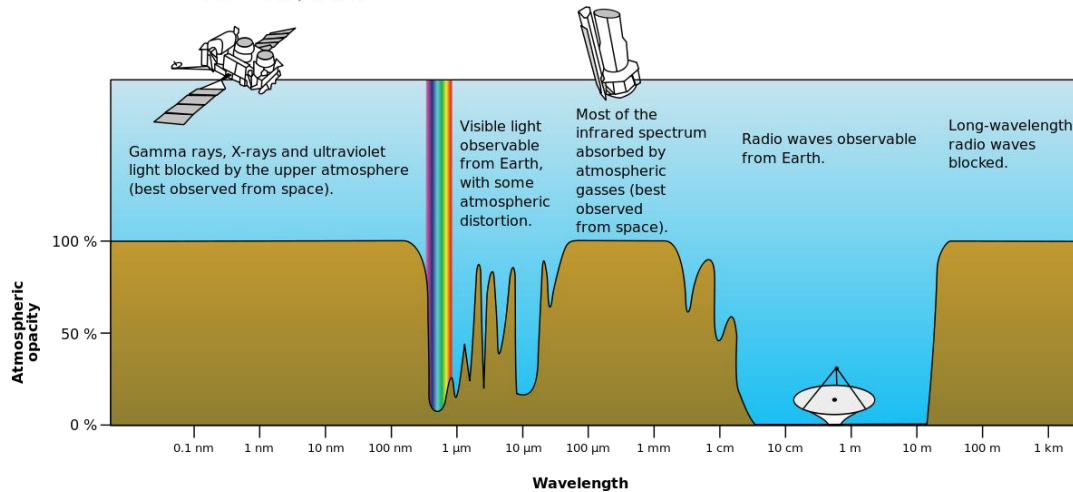 Gamma rays, X-rays and ultraviolet
light blocked by the upper atmosphere
(best observed from space).
Visible light
observable
from Earth,
with some
atmospheric
distortion.
Most of the
infrared spectrum
absorbed by
atmospheric
gasses (best
observed
from space).
Radio waves observable
from Earth.
Long-wavelength
radio waves
blocked.
Atmospheric
opacity
100 %
50 %
0 %
0.1 nm
1 nm
10 nm
100 nm
1 μm
10 μm
100 μm
1 mm
1 cm
10 cm
1 m
10 m
100 m
1 km
Wavelength